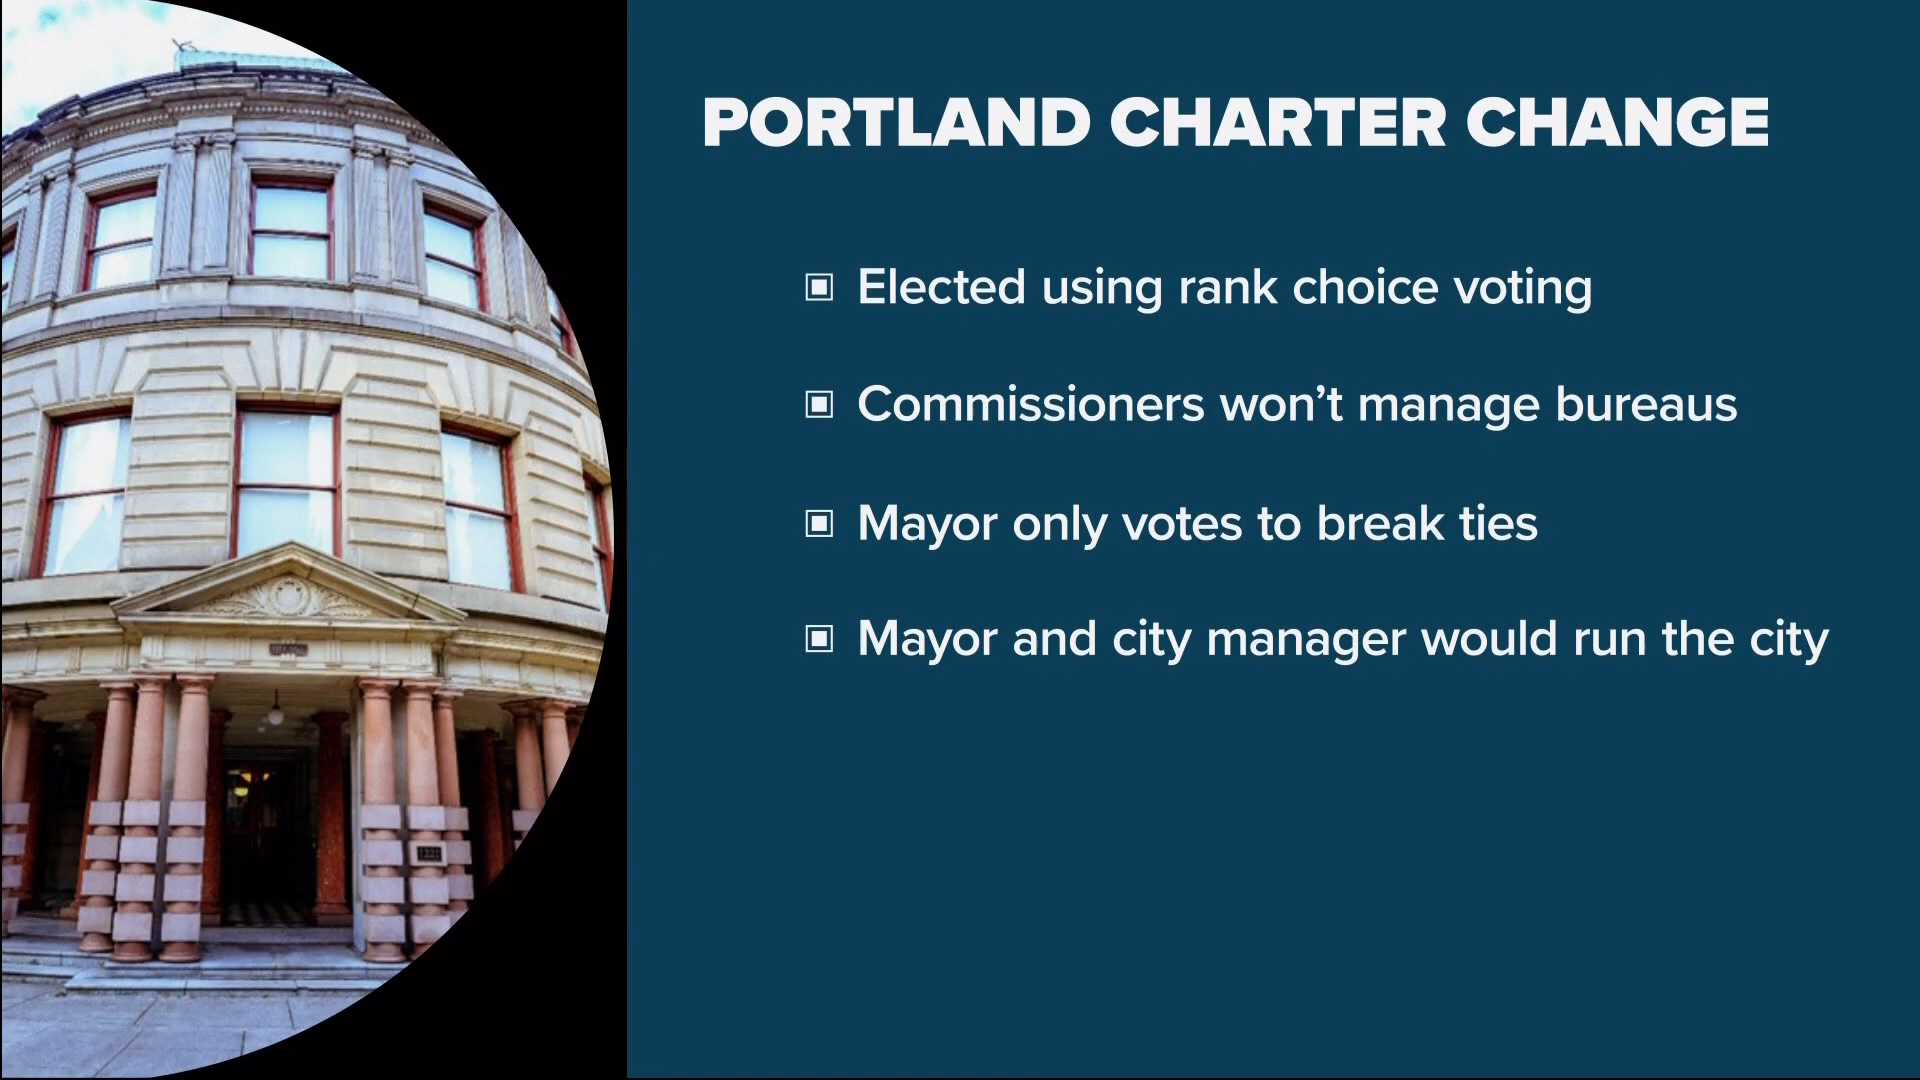 PORTLAND CHARTER CHANGE
Elected using rank choice voting
Commissioners won’t manage bureaus
Mayor only votes to break ties
Mayor and city manager would run the city
1221